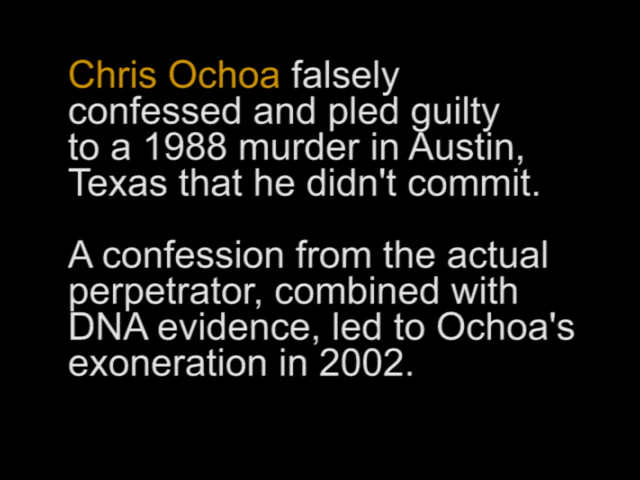 Chris Ochoa falsely
confessed and pled guilty
to a 1988 murder in Austin,
Texas that he didn't commit.
A confession from the actual
perpetrator, combined with
DNA evidence, led to Ochoa's
exoneration in 2002.